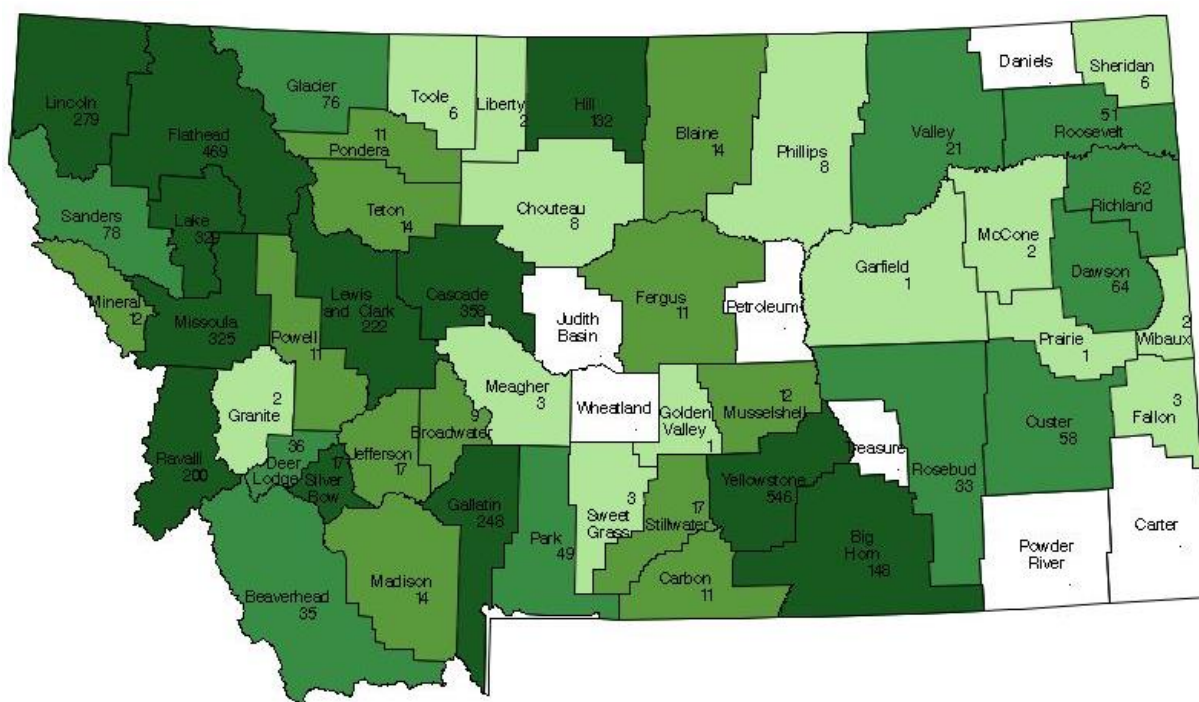 Lincoln
279
Flathead
469
Glacier
76
Toole
6
Liberty
2
Hill
132
Blaine
14
Phillips
8
Valley
21
Daniels
Sheridan
6
51
Roosevelt
11
Pondera
Teton
14
Chouteau
8
62
Richland
McCone
2
Dawson
64
Garfield
1
Sanders
78
Lake
329
Mineral
12
Missoula
325
Powell
11
Lewis
and Clark
222
Cascade
358
Judith
Basin
Fergus
11
Petroleum
Prairie
1
2
Wibaux
2
Granite
Meagher
3
Wheatland
Golden
Valley
1
12
Musselshell
Treasure
Rosebud
33
Custer
58
3
Fallon
Ravalli
200
36
Deer
Lodge
17
Silver
Bow
Jefferson
17
9
Broadwater
Gallatin
248
Park
49
3
Sweet
Grass
17
Stillwater
Yellowstone
546
Big
Horn
148
Carbon
11
Powder
River
Carter
Beaverhead
35
Madison
14